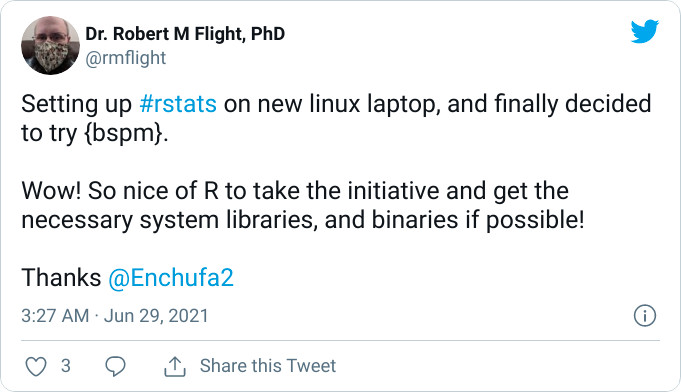 Dr. Robert M Flight, PhD
@rmflight
Setting up #rstats on new linux laptop, and finally decided
to try {bspm}.
Wow! So nice of R to take the initiative and get the
necessary system libraries, and binaries if possible!
Thanks @Enchufa2
3:27 AM · Jun 29, 2021
3
Share this Tweet